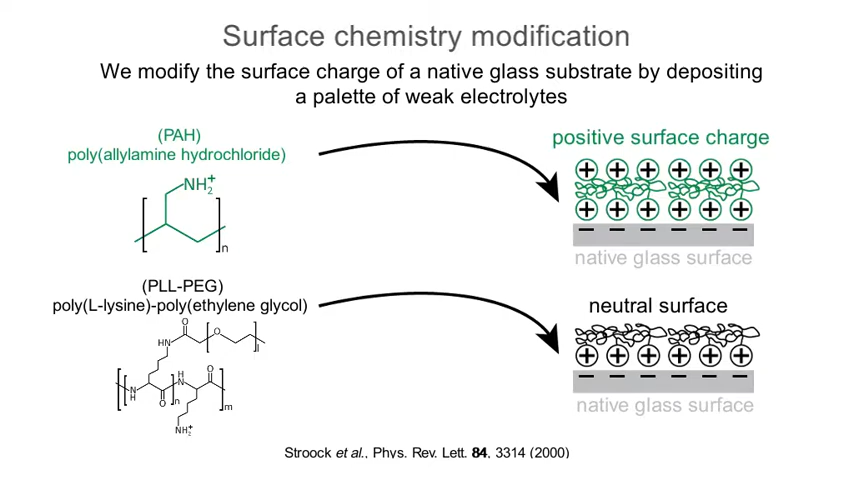 Surface chemistry modification
We modify the surface charge of a native glass substrate by depositing
a palette of weak electrolytes
(PAH)
poly(allylamine hydrochloride)
NH₂⁺
n
positive surface charge
+ + + + + +
+ + + + + +
− − − − − −
native glass surface
(PLL-PEG)
poly(L-lysine)-poly(ethylene glycol)
O
O
HN
l
H
N
O
N
H
O
n
m
NH₂⁺
neutral surface
+ + + + + +
− − − − − −
native glass surface
Stroock et al., Phys. Rev. Lett. 84, 3314 (2000)